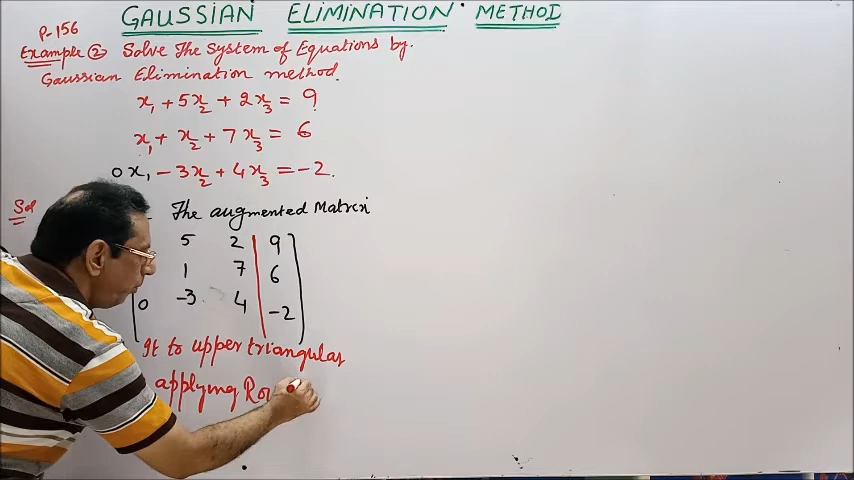 GAUSSIAN ELIMINATION METHOD
P-156
Example ② Solve The System of Equations by.
Gaussian Elimination method.
x₁ + 5x₂ + 2x₃ = 9
x₁ + x₂ + 7x₃ = 6
0x₁ - 3x₂ + 4x₃ = -2.
Sol The augmented Matrix
5 2 | 9
1 7 | 6
0 -3 4 | -2
It to upper triangular
applying Ro